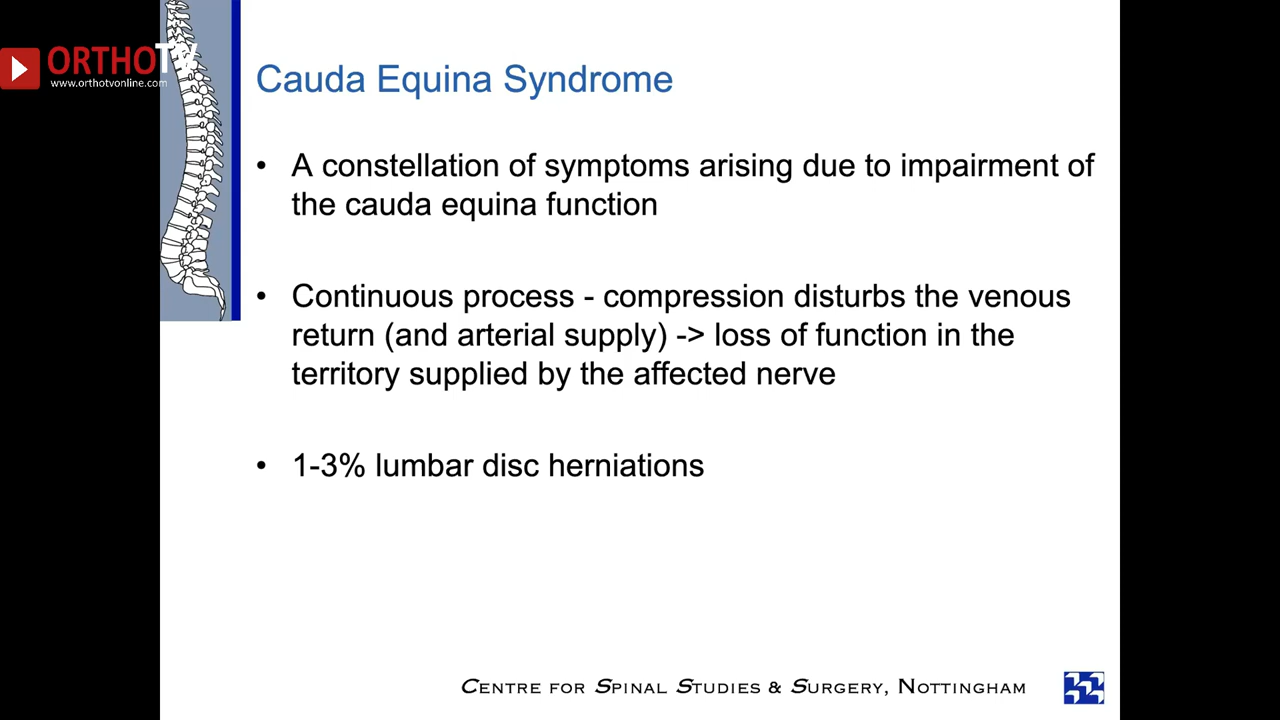 ORTHOTV
www.orthotvonline.com
Cauda Equina Syndrome
• A constellation of symptoms arising due to impairment of
the cauda equina function
• Continuous process - compression disturbs the venous
return (and arterial supply) -> loss of function in the
territory supplied by the affected nerve
• 1-3% lumbar disc herniations
CENTRE FOR SPINAL STUDIES & SURGERY, NOTTINGHAM